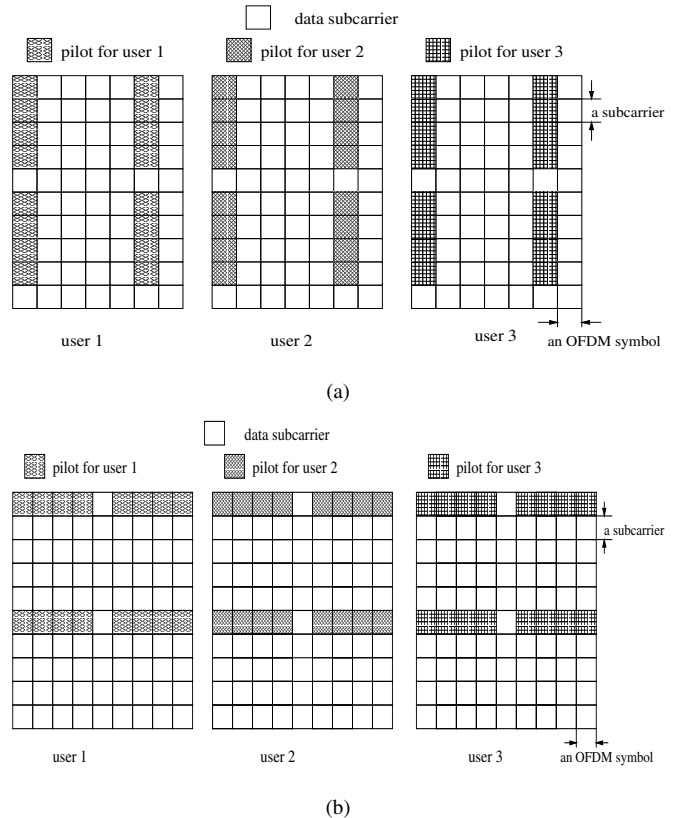 data subcarrier
pilot for user 1 pilot for user 2 pilot for user 3
a subcarrier
user 1 user 2 user 3 an OFDM symbol
(a)
data subcarrier
pilot for user 1 pilot for user 2 pilot for user 3
a subcarrier
user 1 user 2 user 3 an OFDM symbol
(b)